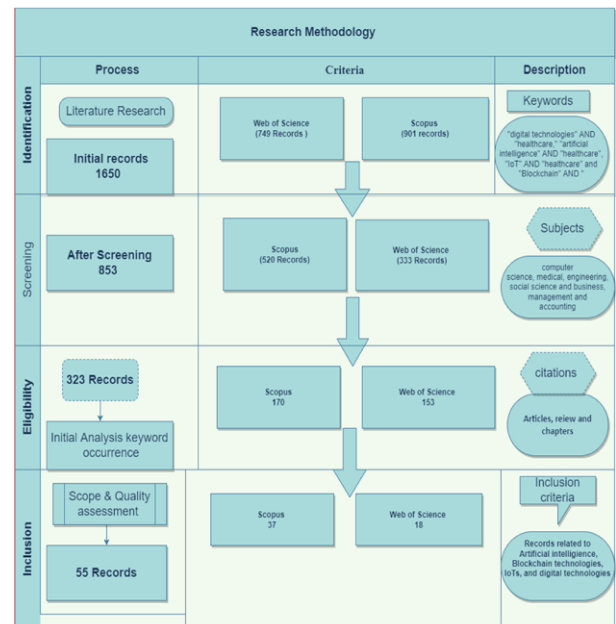 Research Methodology
Process
Criteria
Description
Identification
Literature Research
Initial records
1650
Web of Science
(749 Records )
Scopus
(901 records)
Keywords
"digital technologies" AND
"healthcare," "artificial
intelligence" AND "healthcare",
"IoT" AND "healthcare" and
"Blockchain" AND "
Screening
After Screening
853
Scopus
(520 Records)
Web of Science
(333 Records)
Subjects
computer
science, medical, engineering,
social science and business,
management and
accounting
Eligibility
323 Records
Initial Analysis keyword
occurrence
Scopus
170
Web of Science
153
citations
Articles, reiew and
chapters
Inclusion
Scope & Quality
assessment
55 Records
Scopus
37
Web of Science
18
Inclusion
criteria
Records related to
Artificial intelligience,
Blockchain technologies,
IoTs, and digital technologies